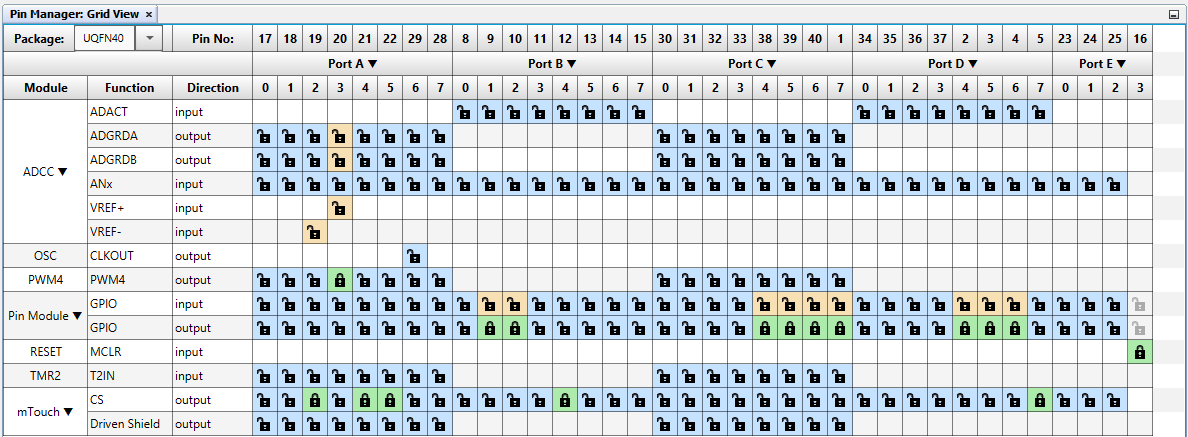 Pin Manager: Grid View ×
Package: UQFN40 ▼ Pin No: 17 18 19 20 21 22 29 28 8 9 10 11 12 13 14 15 30 31 32 33 38 39 40 1 34 35 36 37 2 3 4 5 23 24 25 16
Port A ▼ Port B ▼ Port C ▼ Port D ▼ Port E ▼
Module Function Direction 0 1 2 3 4 5 6 7 0 1 2 3 4 5 6 7 0 1 2 3 4 5 6 7 0 1 2 3 4 5 6 7 0 1 2 3
ADCC ▼
ADACT input
ADGRDA output
ADGRDB output
ANx input
VREF+ input
VREF- input
OSC CLKOUT output
PWM4 PWM4 output
Pin Module ▼
GPIO input
GPIO output
RESET MCLR input
TMR2 T2IN input
mTouch ▼
CS output
Driven Shield output